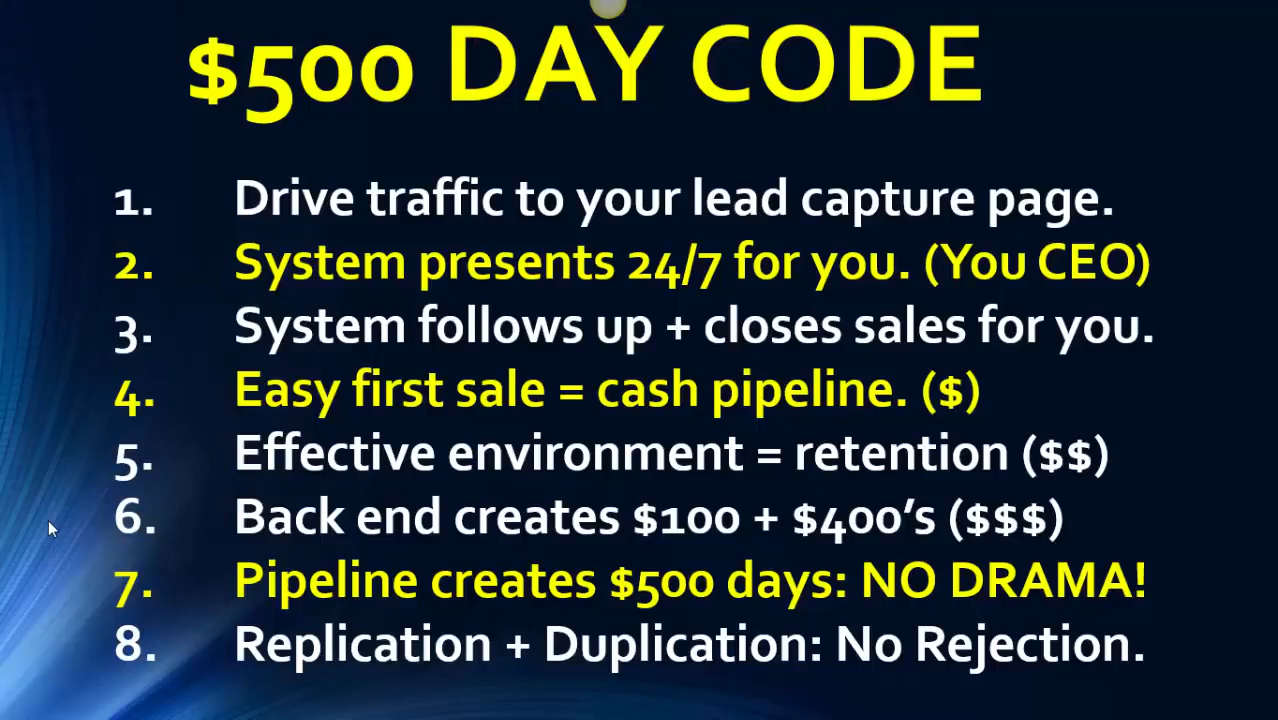 $500 DAY CODE
1. Drive traffic to your lead capture page.
2. System presents 24/7 for you. (You CEO)
3. System follows up + closes sales for you.
4. Easy first sale = cash pipeline. ($)
5. Effective environment = retention ($$)
6. Back end creates $100 + $400’s ($$$)
7. Pipeline creates $500 days: NO DRAMA!
8. Replication + Duplication: No Rejection.